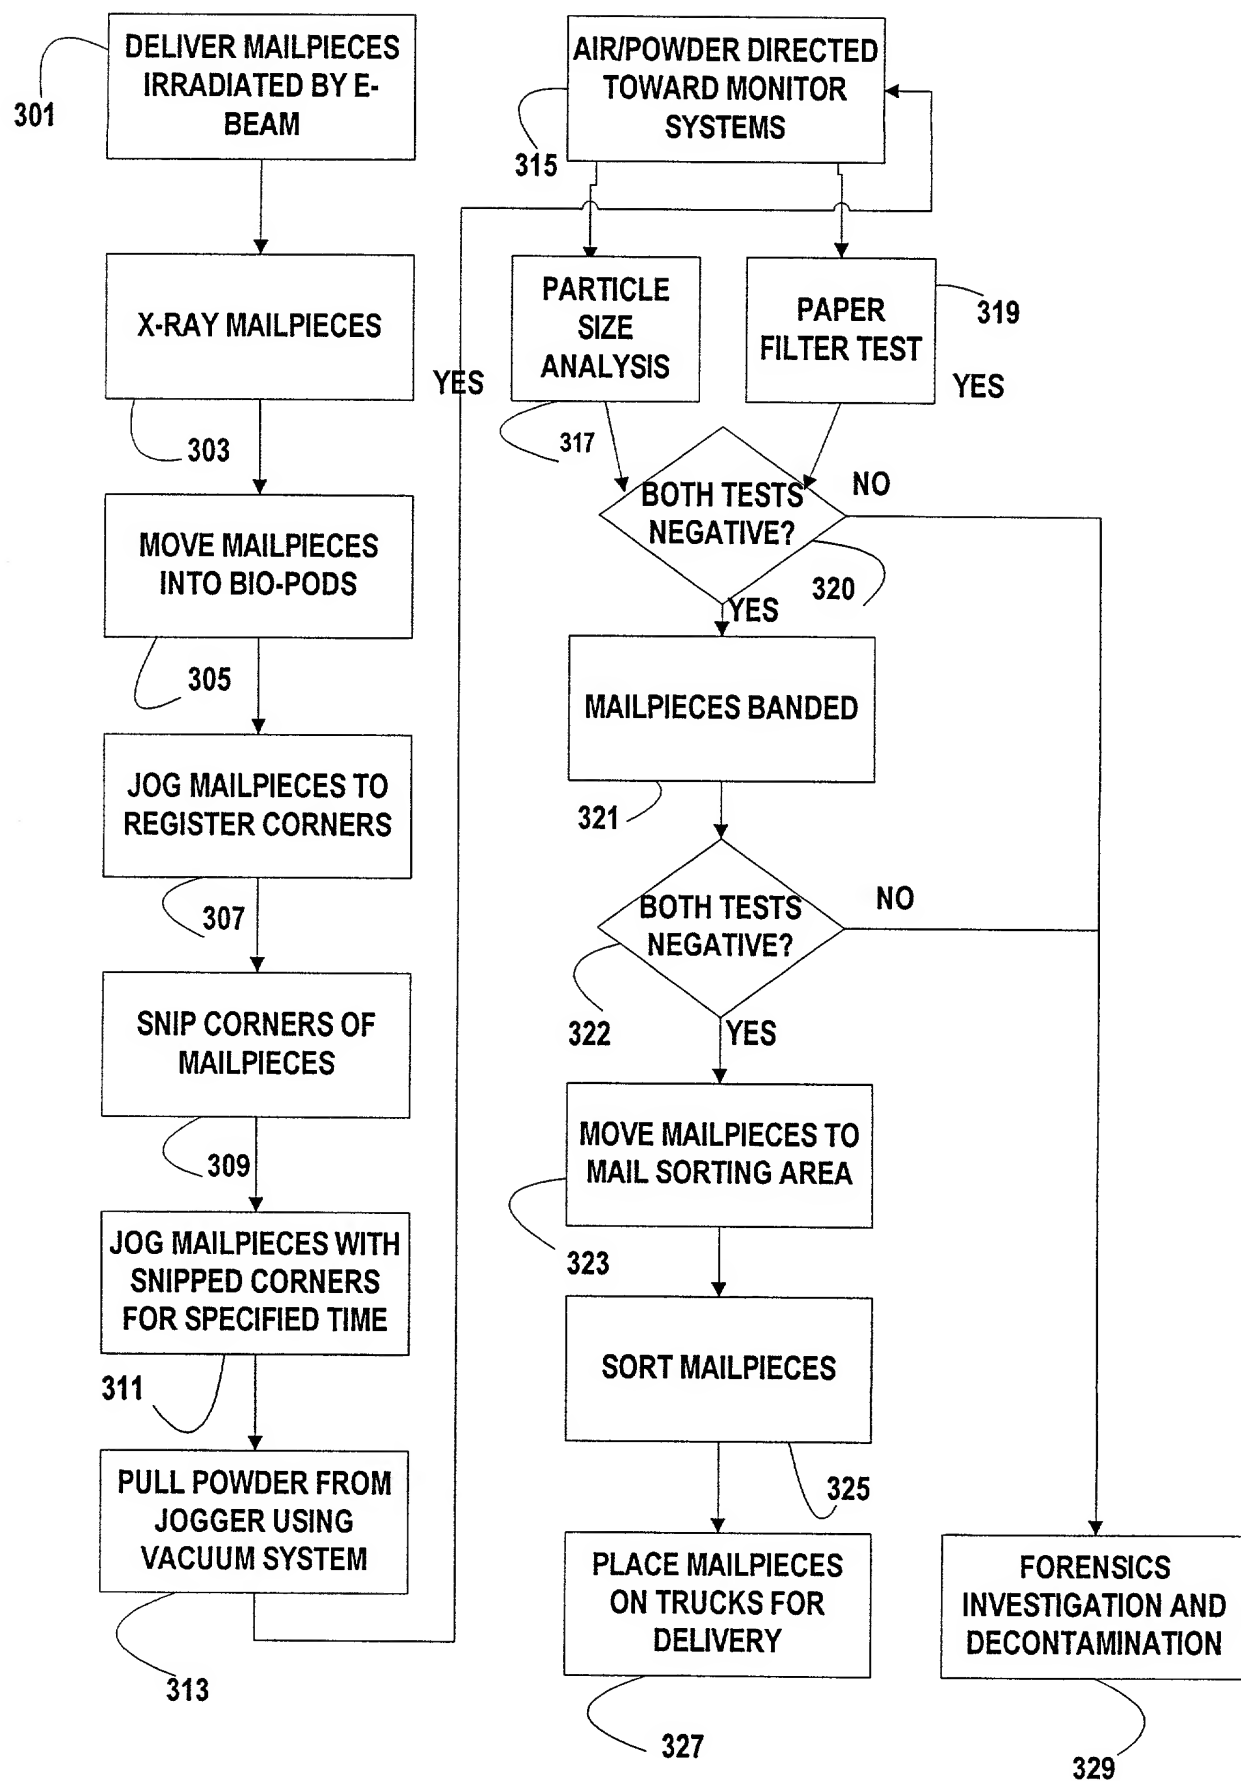 DELIVER MAILPIECES
IRRADIATED BY E-
BEAM
301
X-RAY MAILPIECES
303
MOVE MAILPIECES
INTO BIO-PODS
305
JOG MAILPIECES TO
REGISTER CORNERS
307
SNIP CORNERS OF
MAILPIECES
309
JOG MAILPIECES WITH
SNIPPED CORNERS
FOR SPECIFIED TIME
311
PULL POWDER FROM
JOGGER USING
VACUUM SYSTEM
313
YES
AIR/POWDER DIRECTED
TOWARD MONITOR
SYSTEMS
315
PARTICLE
SIZE
ANALYSIS
317
PAPER
FILTER TEST
319
YES
BOTH TESTS
NEGATIVE?
NO
320
YES
MAILPIECES BANDED
321
BOTH TESTS
NEGATIVE?
NO
322
YES
MOVE MAILPIECES TO
MAIL SORTING AREA
323
SORT MAILPIECES
325
PLACE MAILPIECES
ON TRUCKS FOR
DELIVERY
327
FORENSICS
INVESTIGATION AND
DECONTAMINATION
329